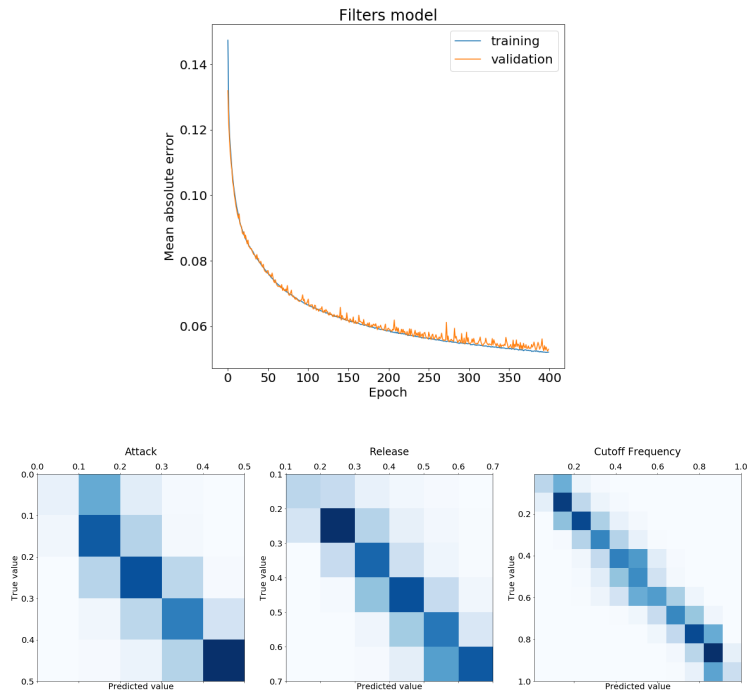 Filters model
training
validation
Mean absolute error
0.14
0.12
0.10
0.08
0.06
0 50 100 150 200 250 300 350 400
Epoch
Attack
0.0 0.1 0.2 0.3 0.4 0.5
True value
0.0
0.1
0.2
0.3
0.4
0.5
Predicted value
Release
0.1 0.2 0.3 0.4 0.5 0.6 0.7
True value
0.1
0.2
0.3
0.4
0.5
0.6
0.7
Predicted value
Cutoff Frequency
0.2 0.4 0.6 0.8 1.0
True value
0.2
0.4
0.6
0.8
1.0
Predicted value